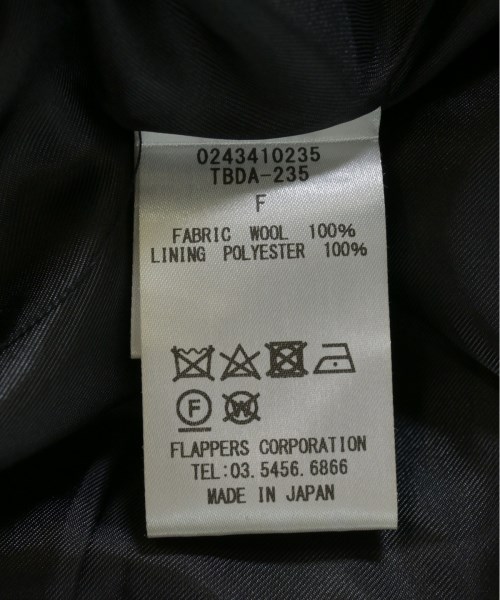 0243410235
TBDA-235
F
FABRIC WOOL 100%
LINING POLYESTER 100%
F W
FLAPPERS CORPORATION
TEL:03.5456.6866
MADE IN JAPAN